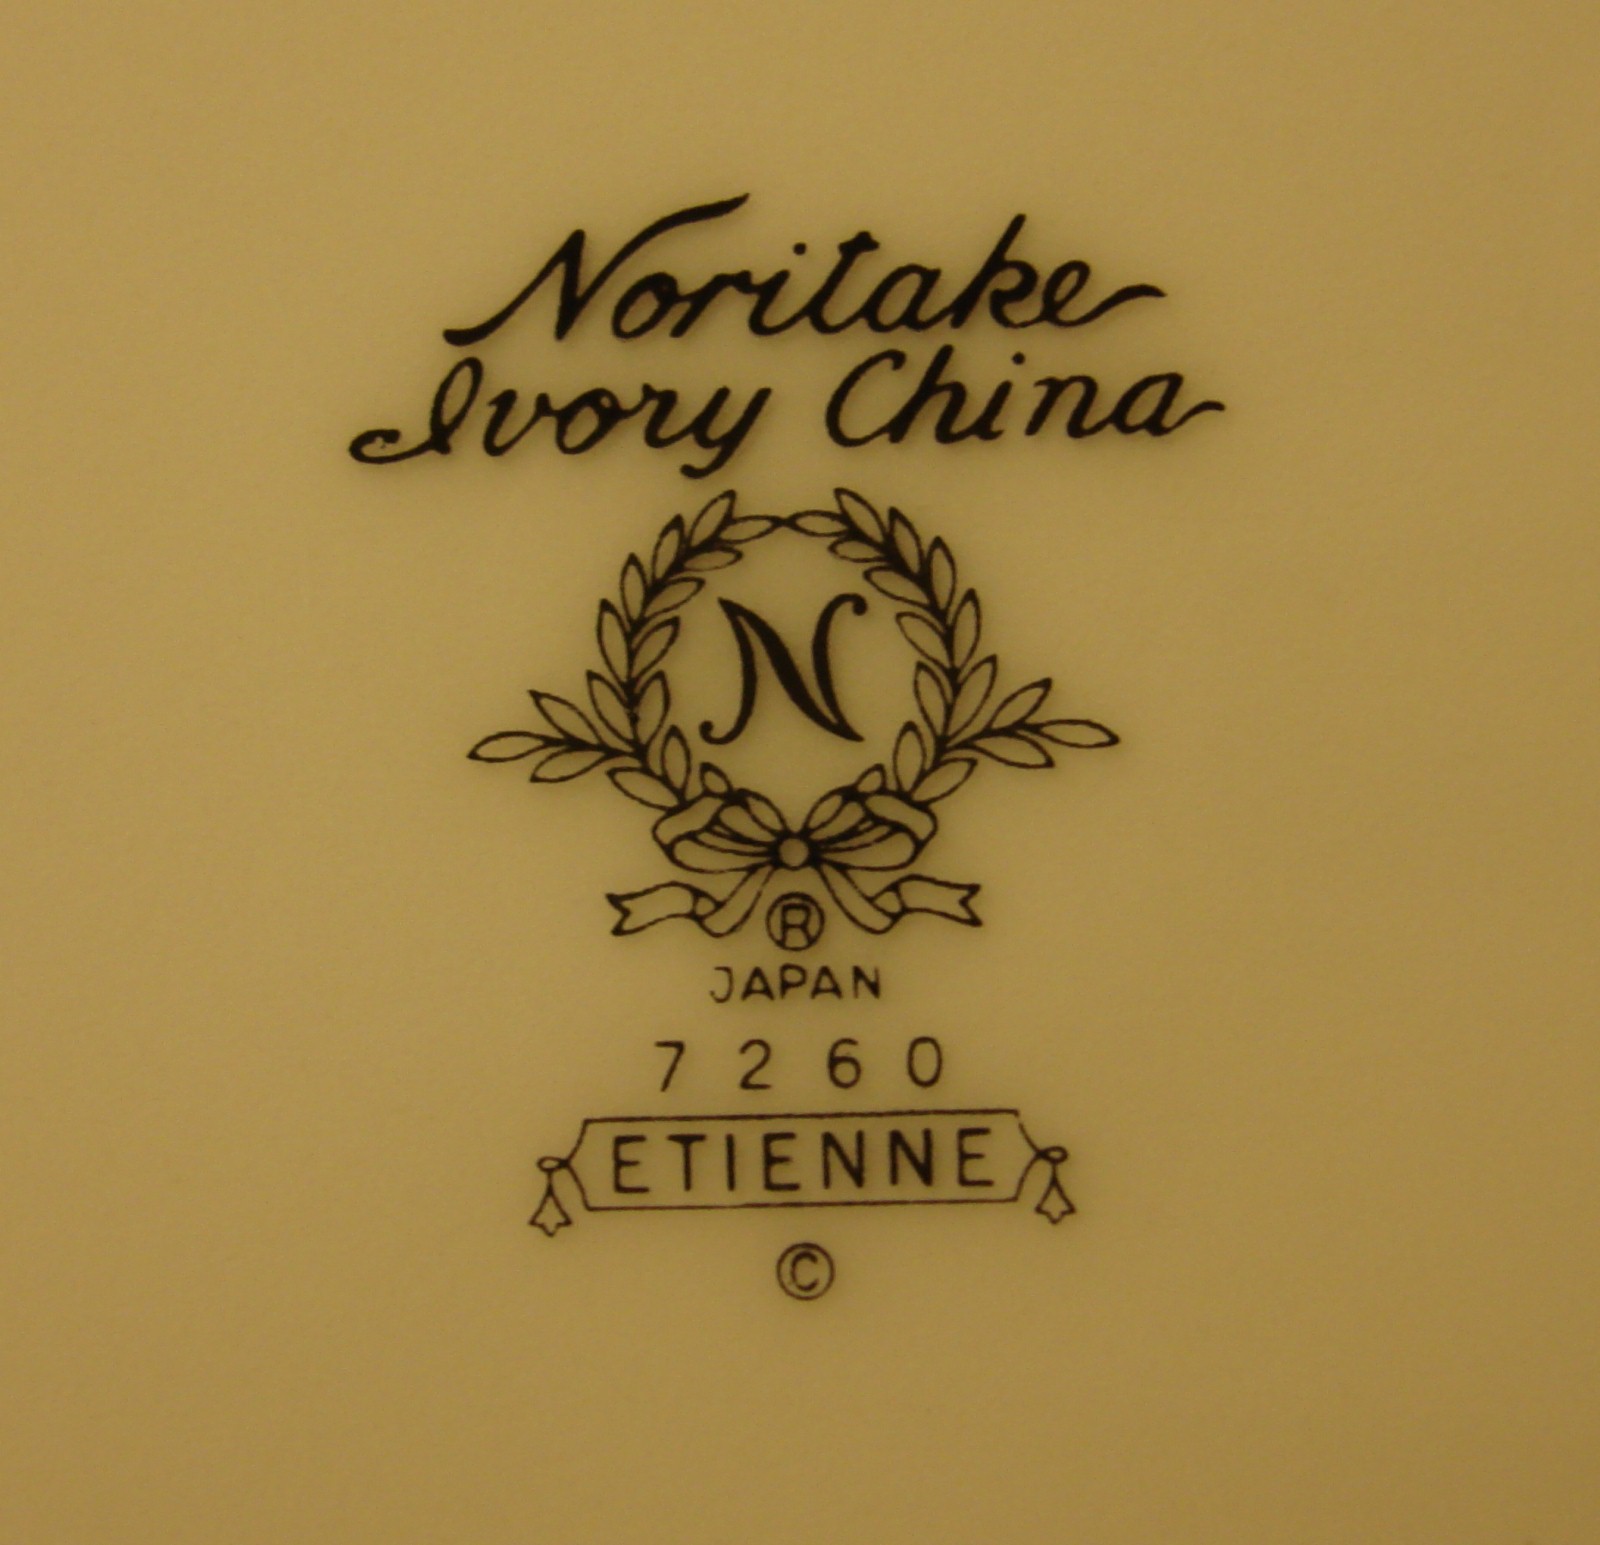 Noritake
Ivory China
N
®
JAPAN
7260
ETIENNE
©